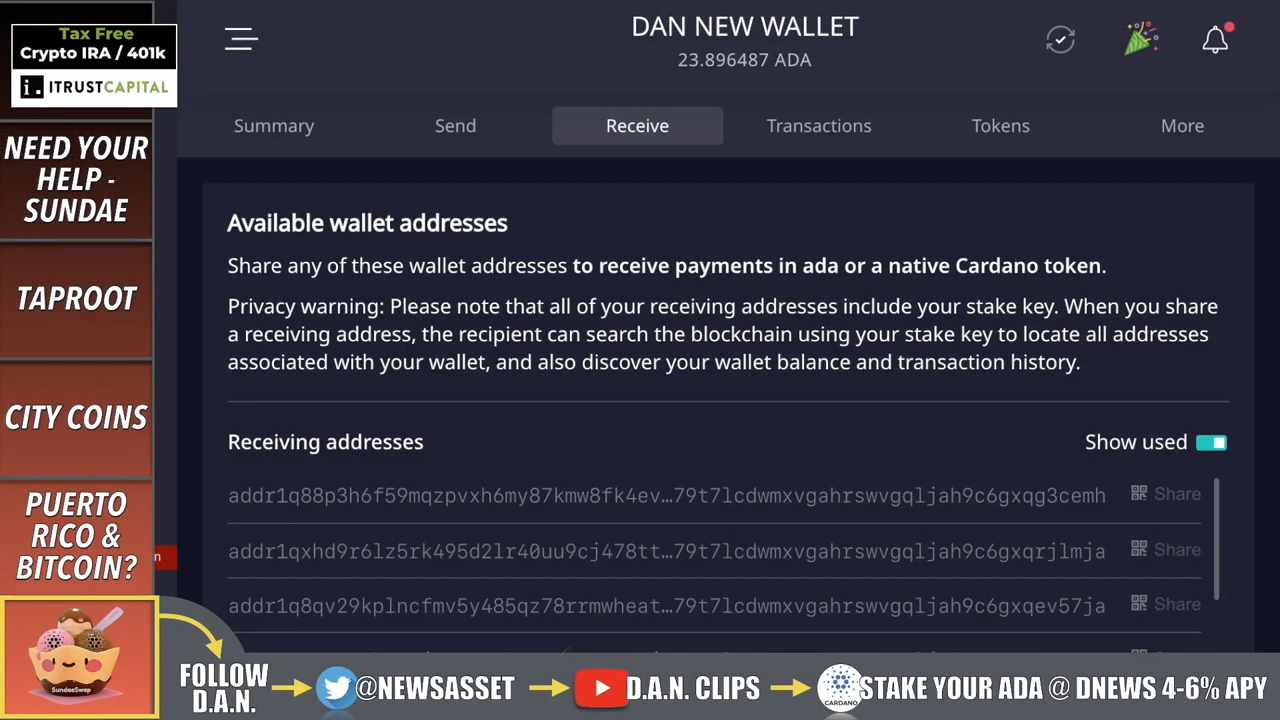 Tax Free
Crypto IRA / 401k
i. ITRUSTCAPITAL
NEED YOUR
HELP -
SUNDAE
TAPROOT
CITY COINS
PUERTO
RICO &
BITCOIN?
SundaeSwap
DAN NEW WALLET
23.896487 ADA
Summary
Send
Receive
Transactions
Tokens
More
Available wallet addresses
Share any of these wallet addresses to receive payments in ada or a native Cardano token.
Privacy warning: Please note that all of your receiving addresses include your stake key. When you share
a receiving address, the recipient can search the blockchain using your stake key to locate all addresses
associated with your wallet, and also discover your wallet balance and transaction history.
Receiving addresses
Show used
addr1q88p3h6f59mqzpvxh6my87kmw8fk4ev…79t7lcdwmxvgahrswvgqljah9c6gxqg3cemh Share
addr1qxhd9r6lz5rk495d2lr40uu9cj478tt…79t7lcdwmxvgahrswvgqljah9c6gxqrjlmja Share
addr1q8qv29kplncfmv5y485qz78rrmwheat…79t7lcdwmxvgahrswvgqljah9c6gxqev57ja Share
FOLLOW
D.A.N.
@NEWSASSET
D.A.N. CLIPS
CARDANO
STAKE YOUR ADA @ DNEWS 4-6% APY